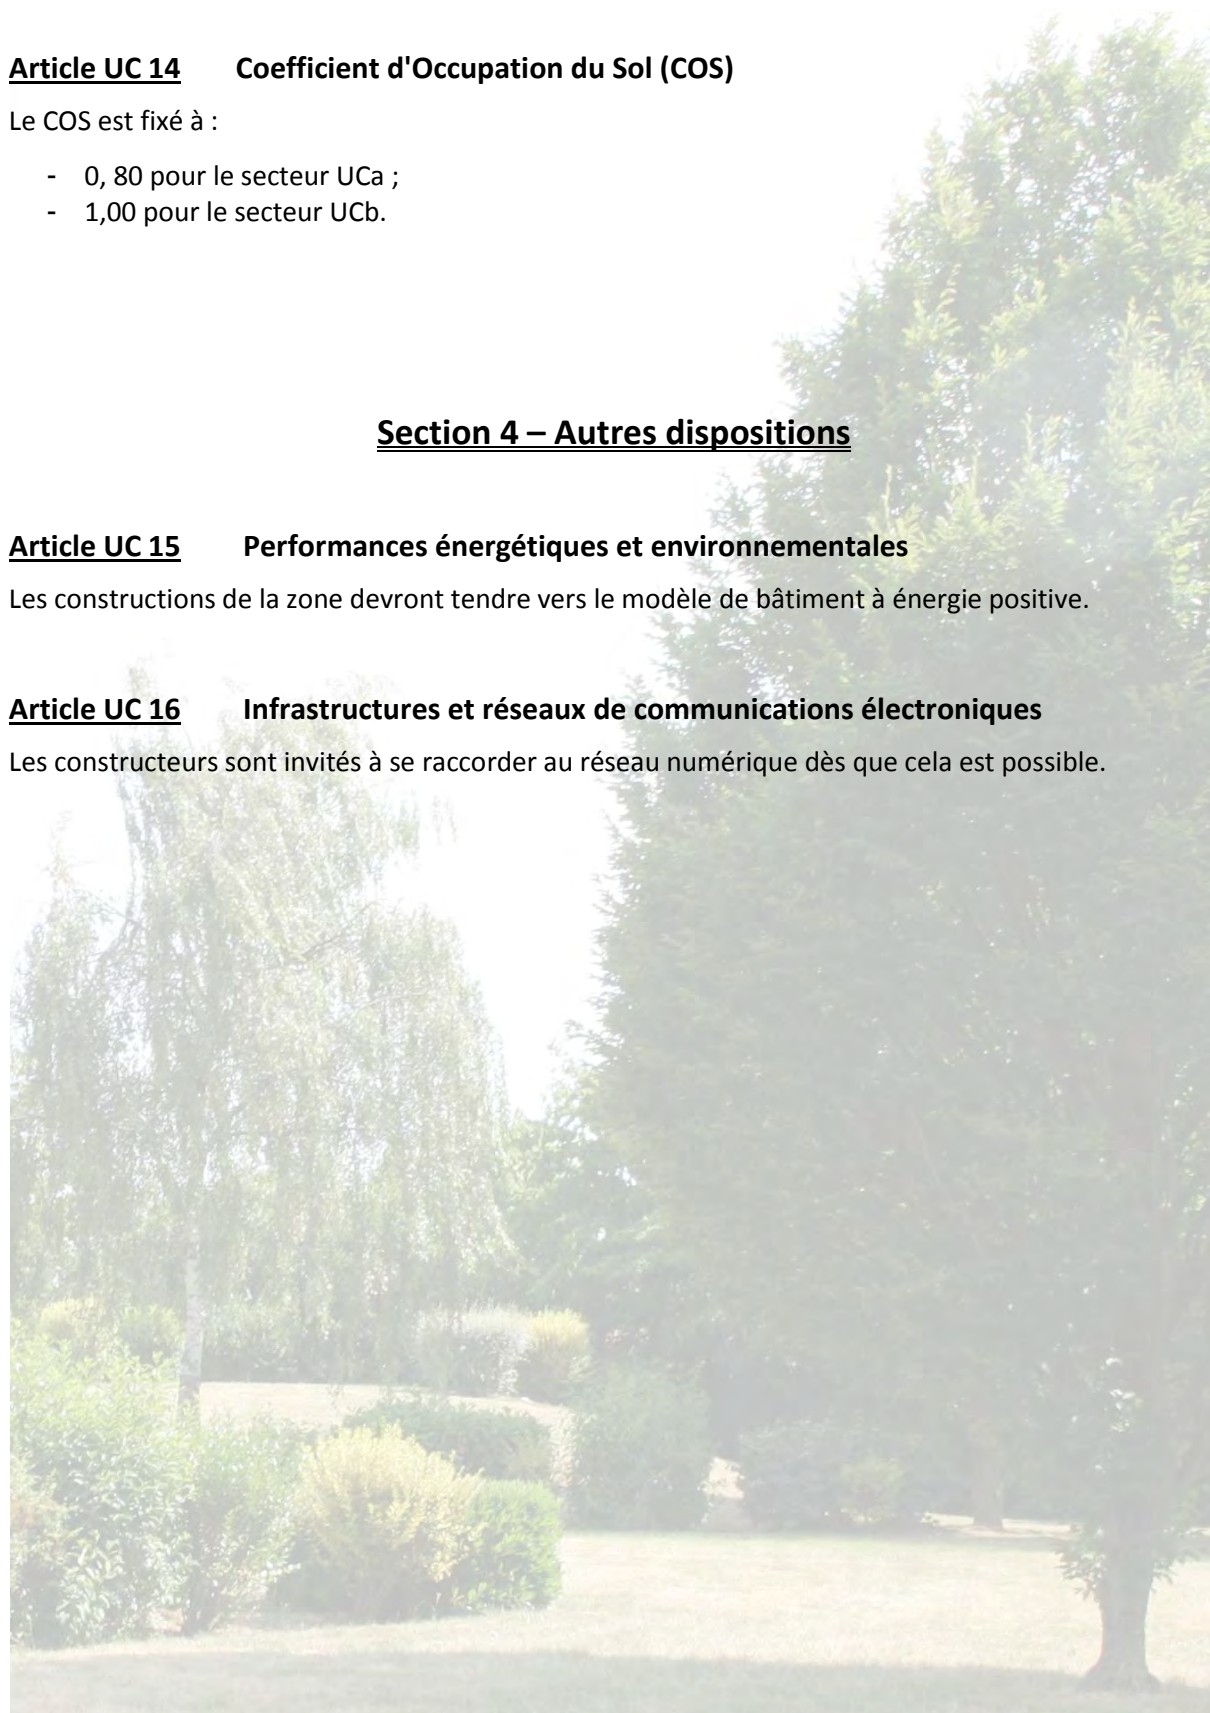 Article UC 14 Coefficient d'Occupation du Sol (COS)
Le COS est fixé à :
- 0, 80 pour le secteur UCa ;
- 1,00 pour le secteur UCb.
Section 4 – Autres dispositions
Article UC 15 Performances énergétiques et environnementales
Les constructions de la zone devront tendre vers le modèle de bâtiment à énergie positive.
Article UC 16 Infrastructures et réseaux de communications électroniques
Les constructeurs sont invités à se raccorder au réseau numérique dès que cela est possible.